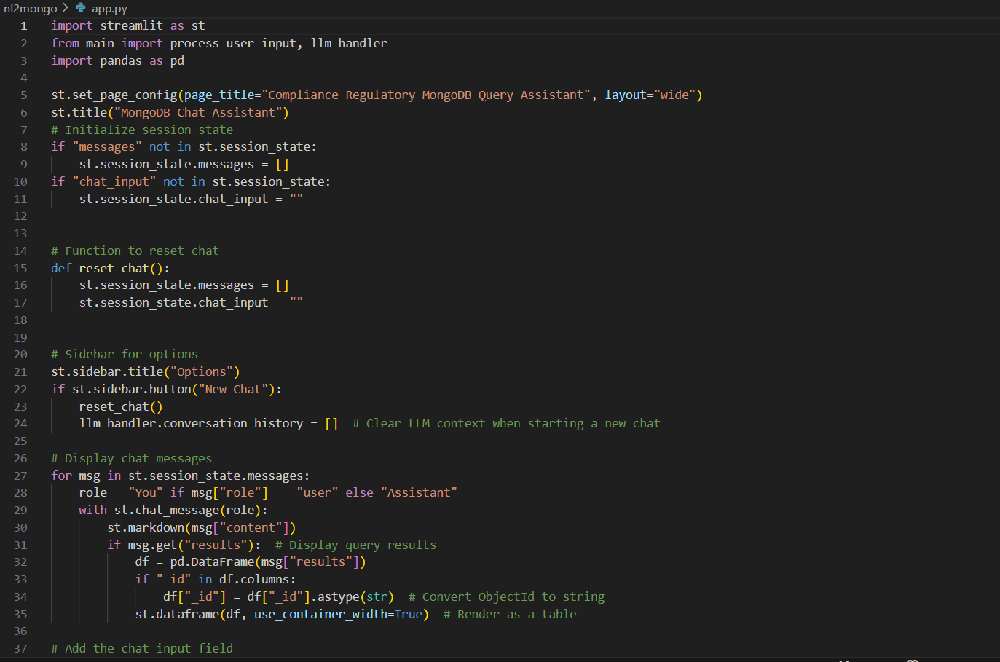 nl2mongo > app.py
1 import streamlit as st
2 from main import process_user_input, llm_handler
3 import pandas as pd
4
5 st.set_page_config(page_title="Compliance Regulatory MongoDB Query Assistant", layout="wide")
6 st.title("MongoDB Chat Assistant")
7 # Initialize session state
8 if "messages" not in st.session_state:
9     st.session_state.messages = []
10 if "chat_input" not in st.session_state:
11     st.session_state.chat_input = ""
12
13
14 # Function to reset chat
15 def reset_chat():
16     st.session_state.messages = []
17     st.session_state.chat_input = ""
18
19
20 # Sidebar for options
21 st.sidebar.title("Options")
22 if st.sidebar.button("New Chat"):
23     reset_chat()
24     llm_handler.conversation_history = []  # Clear LLM context when starting a new chat
25
26 # Display chat messages
27 for msg in st.session_state.messages:
28     role = "You" if msg["role"] == "user" else "Assistant"
29     with st.chat_message(role):
30         st.markdown(msg["content"])
31         if msg.get("results"):  # Display query results
32             df = pd.DataFrame(msg["results"])
33             if "_id" in df.columns:
34                 df["_id"] = df["_id"].astype(str)  # Convert ObjectId to string
35             st.dataframe(df, use_container_width=True)  # Render as a table
36
37 # Add the chat input field